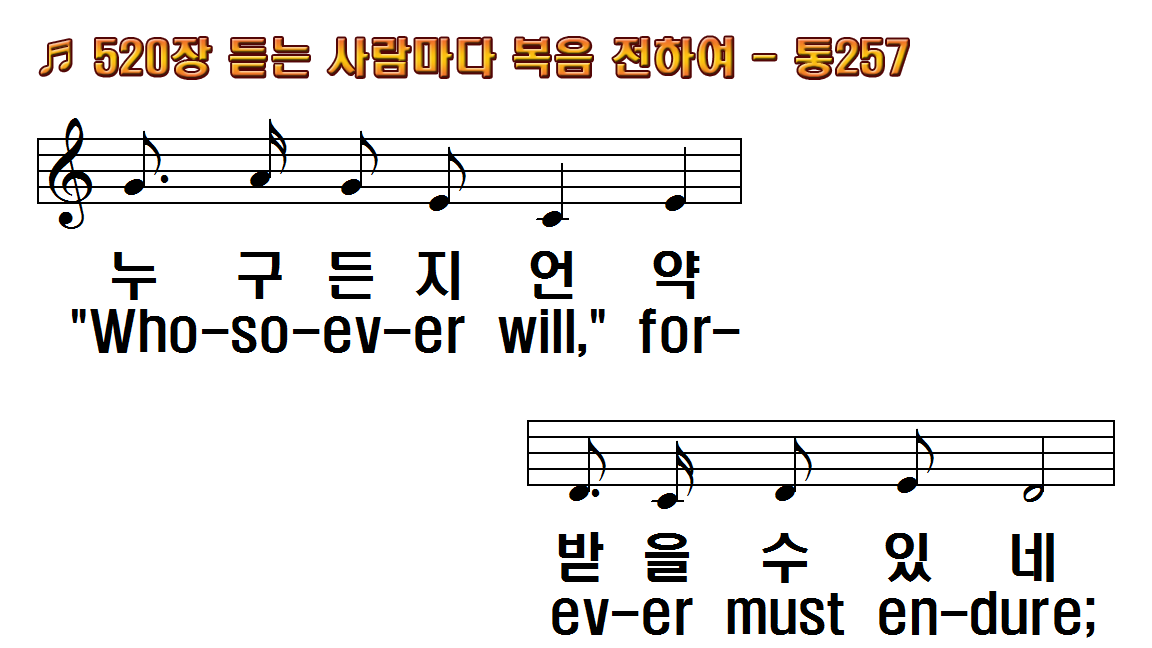 ♬ 520장 듣는 사람마다 복음 전하여 - 통257
누 구 든 지 언 약
"Who-so-ev-er will," for-
받 을 수 있 네
ev-er must en-dure;